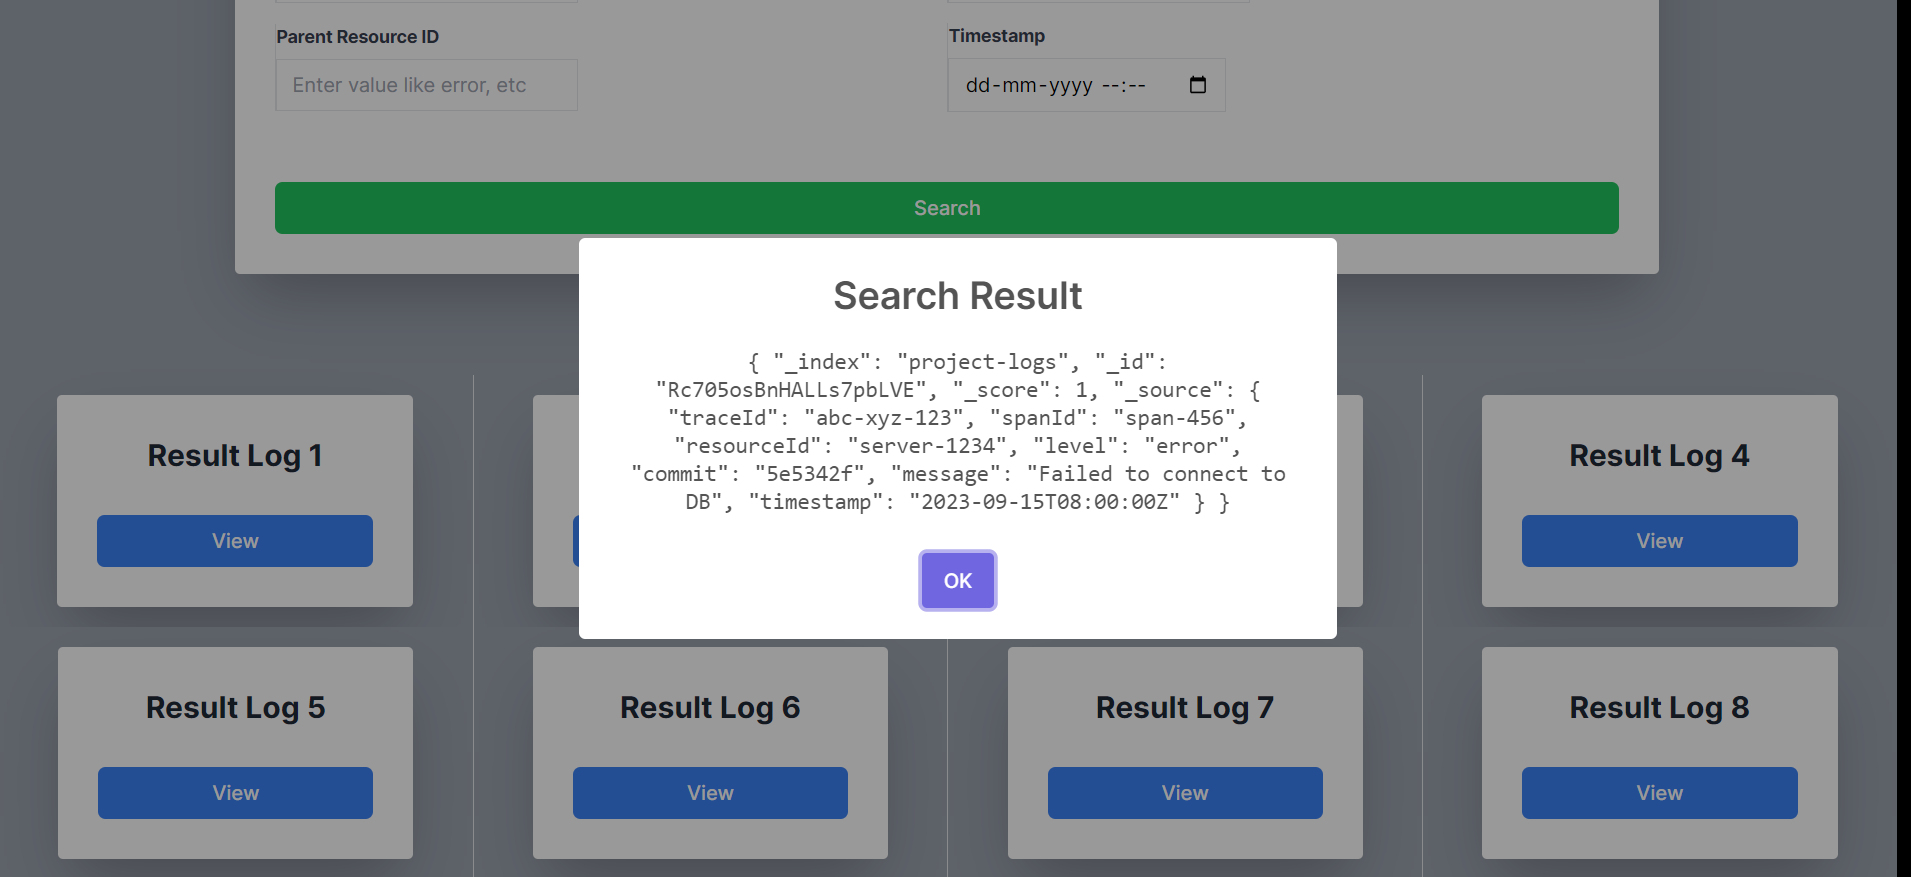 Parent Resource ID
Timestamp
Enter value like error, etc
dd-mm-yyyy --:--
Search
Search Result
{ "_index": "project-logs", "_id":
"Rc705osBnHALLs7pbLVE", "_score": 1, "_source": {
"traceId": "abc-xyz-123", "spanId": "span-456",
"resourceId": "server-1234", "level": "error",
"commit": "5e5342f", "message": "Failed to connect to
DB", "timestamp": "2023-09-15T08:00:00Z" } }
OK
Result Log 1
View
Result Log 4
View
Result Log 5
View
Result Log 6
View
Result Log 7
View
Result Log 8
View